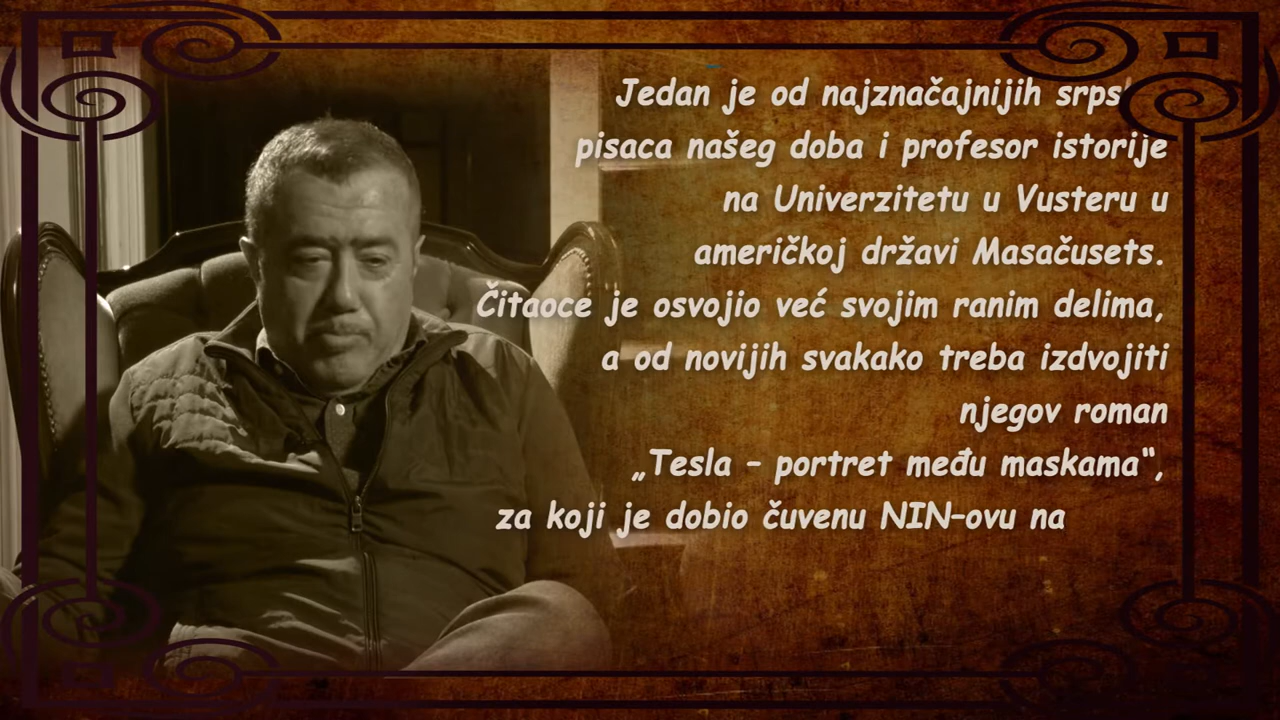 Jedan je od najznačajnijih
pisaca našeg doba i profesor istorije
na Univerzitetu u Vusteru u
američkoj državi Masačusets.
Čitaoce je osvojio već svojim ranim delima,
a od novijih svakako treba izdvojiti
njegov roman
„Tesla – portret među maskama“,
za koji je dobio čuvenu NIN–ovu na